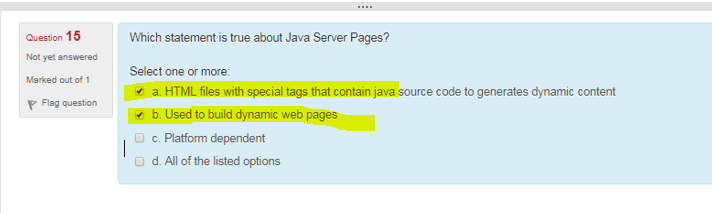 Question 15
Not yet answered
Marked out of 1
Flag question
Which statement is true about Java Server Pages?
Select one or more:
a. HTML files with special tags that contain java source code to generates dynamic content
b. Used to build dynamic web pages
c. Platform dependent
d. All of the listed options